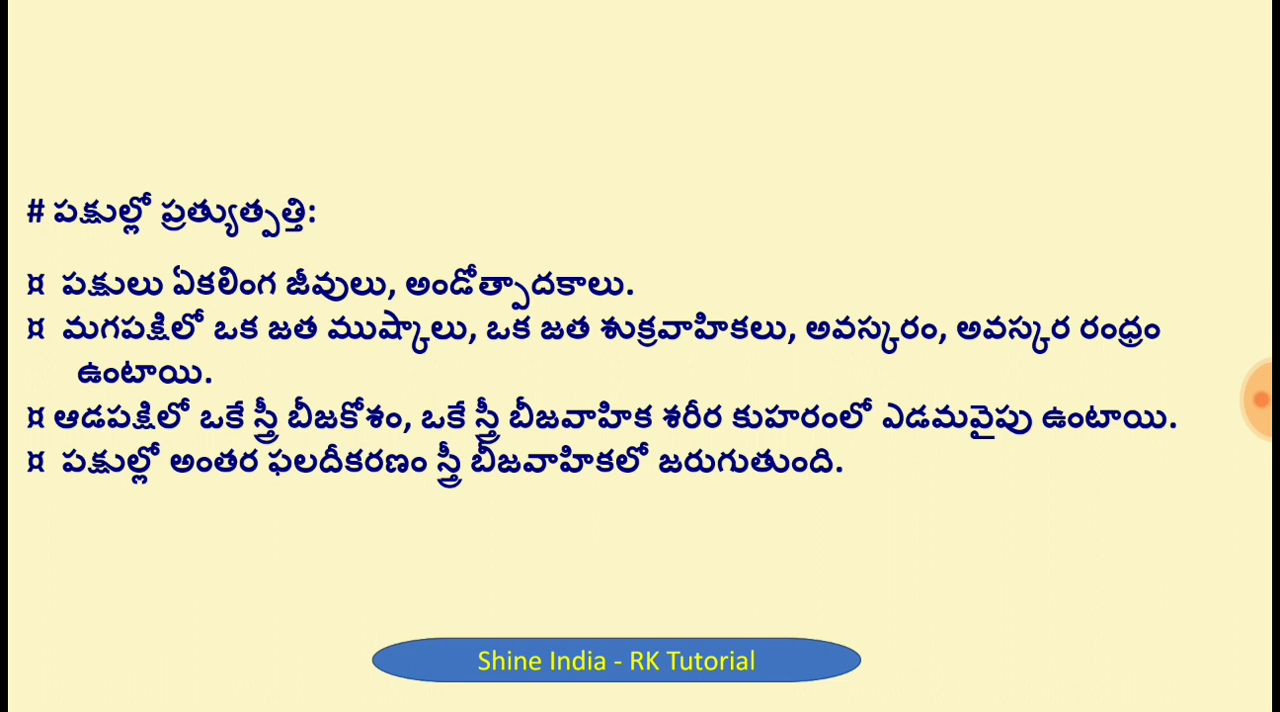 # పక్షుల్లో ప్రత్యుత్పత్తి:
¤ పక్షులు ఏకలింగ జీవులు, అండోత్పాదకాలు.
¤ మగపక్షిలో ఒక జత ముష్కాలు, ఒక జత శుక్రవాహికలు, అవస్కరం, అవస్కర రంధ్రం
ఉంటాయి.
¤ ఆడపక్షిలో ఒకే స్త్రీ బీజకోశం, ఒకే స్త్రీ బీజవాహిక శరీర కుహరంలో ఎడమవైపు ఉంటాయి.
¤ పక్షుల్లో అంతర ఫలదీకరణం స్త్రీ బీజవాహికలో జరుగుతుంది.
Shine India - RK Tutorial